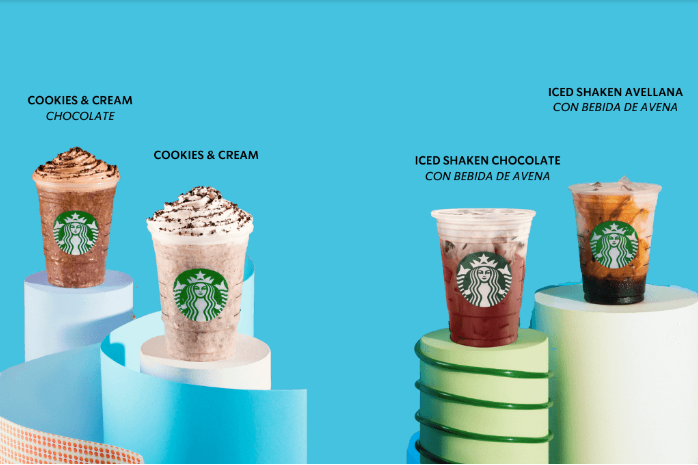 COOKIES & CREAM
CHOCOLATE
COOKIES & CREAM
ICED SHAKEN CHOCOLATE
CON BEBIDA DE AVENA
ICED SHAKEN AVELLANA
CON BEBIDA DE AVENA